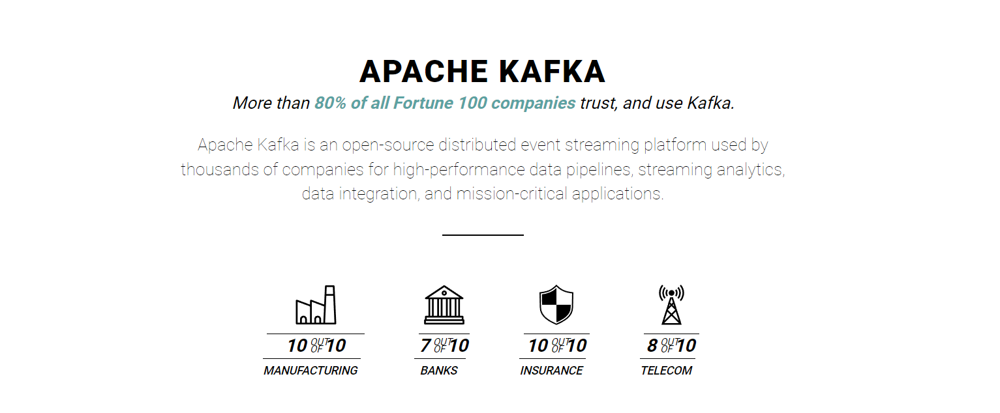 APACHE KAFKA
More than 80% of all Fortune 100 companies trust, and use Kafka.
Apache Kafka is an open-source distributed event streaming platform used by
thousands of companies for high-performance data pipelines, streaming analytics,
data integration, and mission-critical applications.
10 OUT OF 10
MANUFACTURING
7 OUT OF 10
BANKS
10 OUT OF 10
INSURANCE
8 OUT OF 10
TELECOM